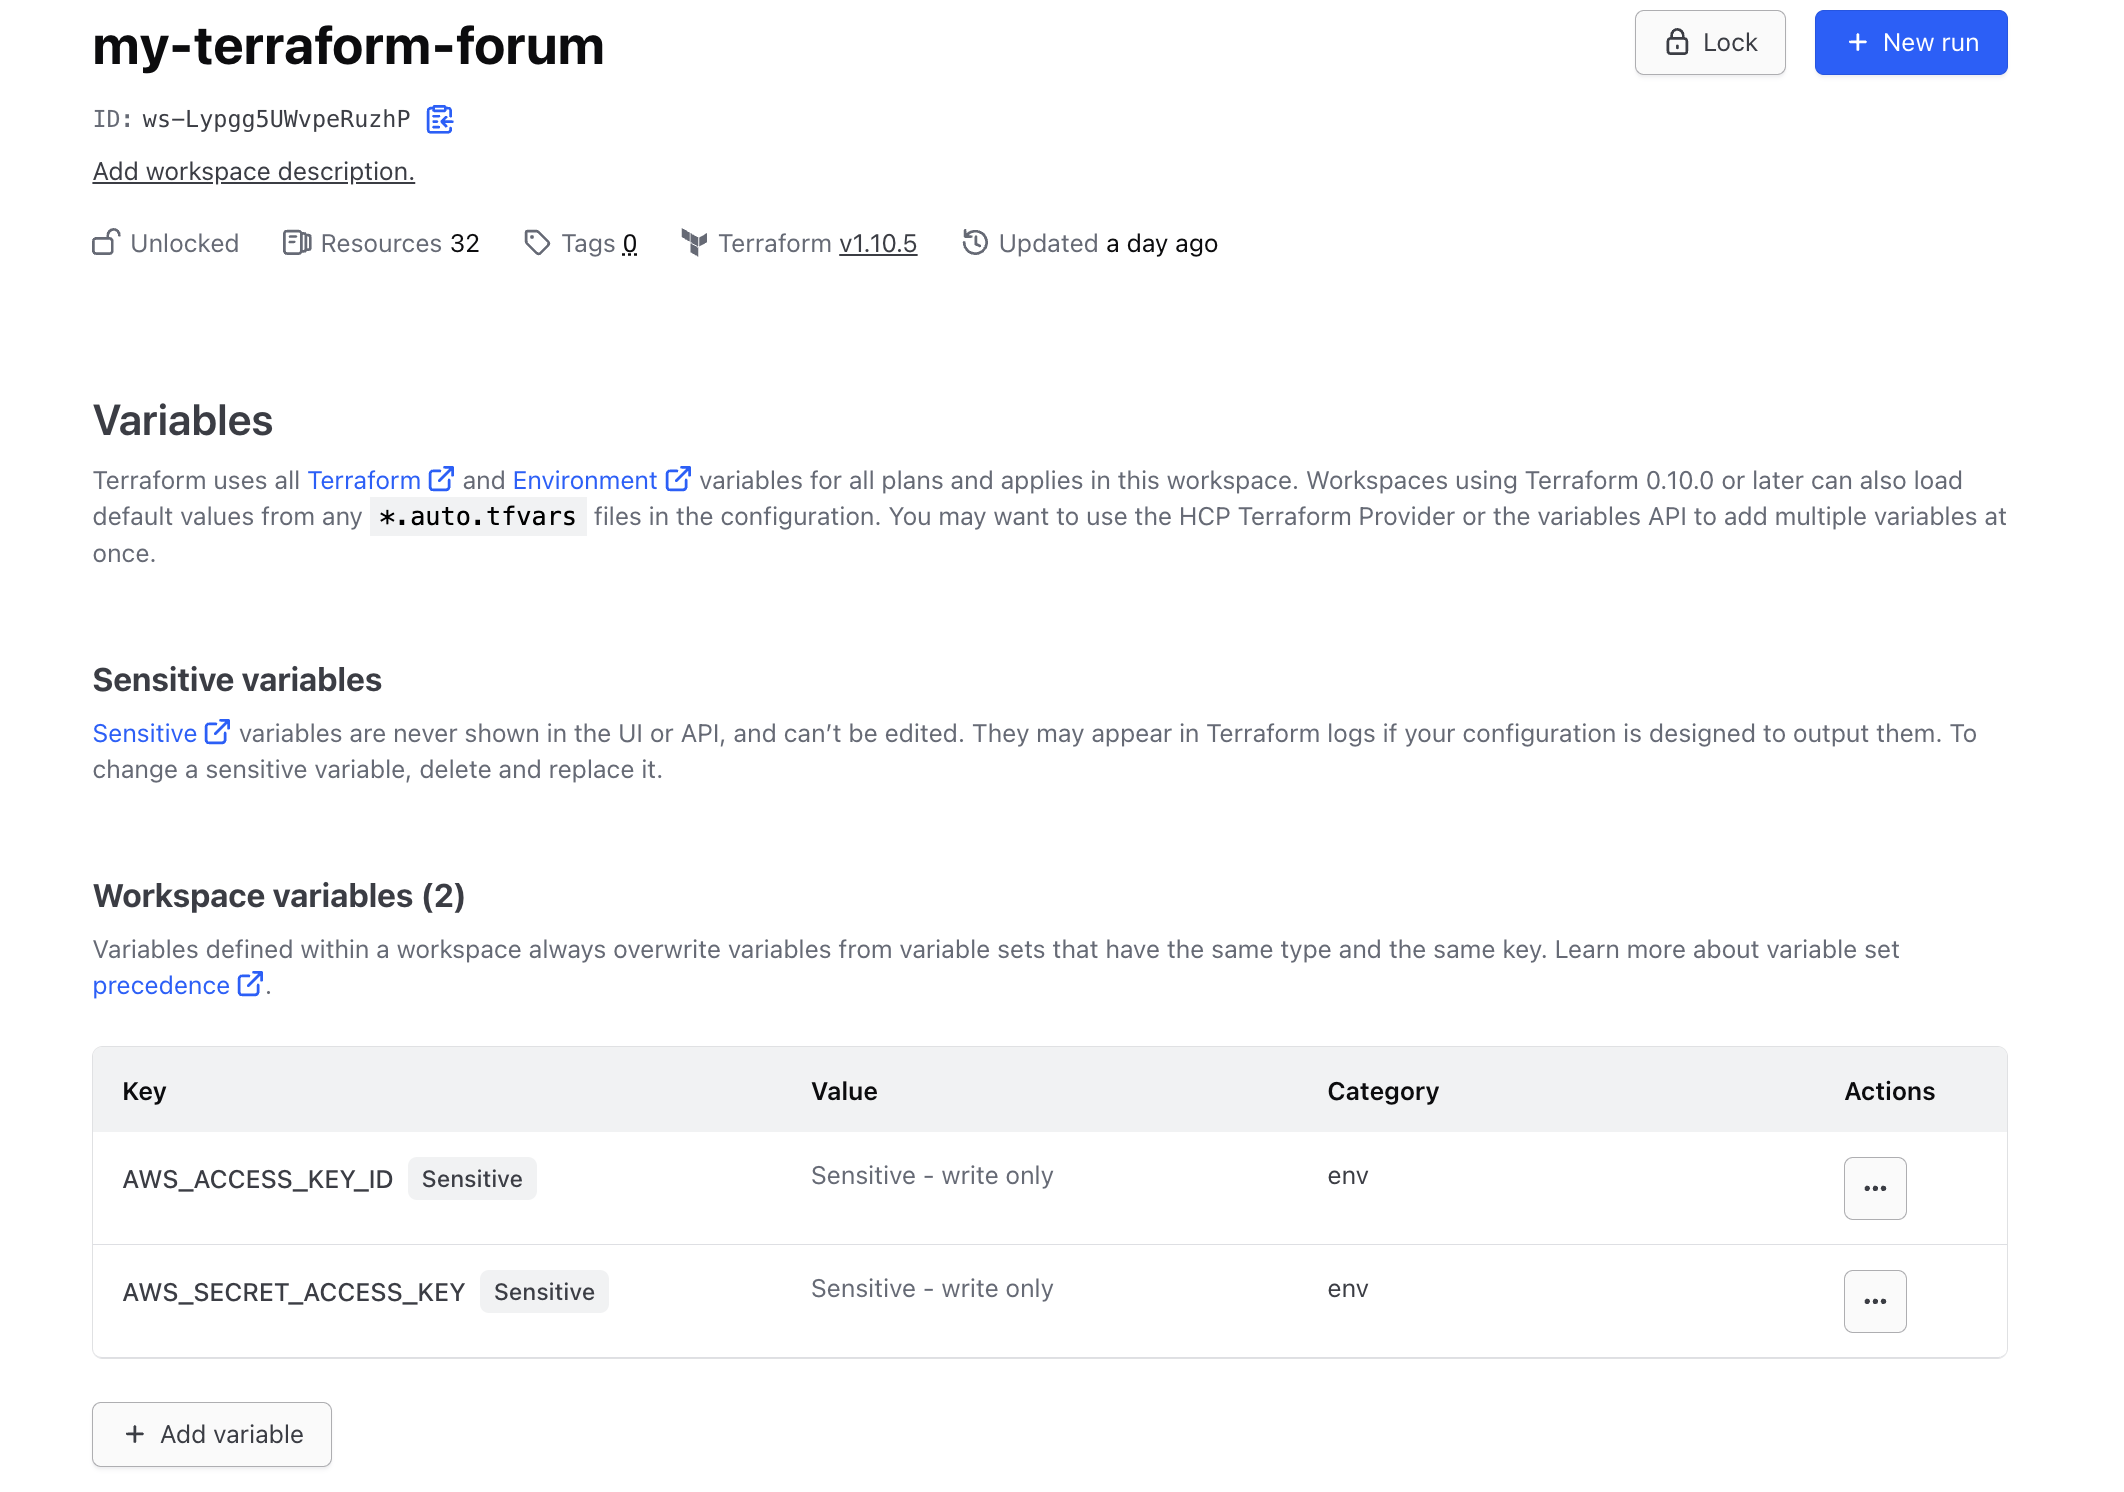 my-terraform-forum
Lock
+ New run
ID: ws-Lypgg5UWvpeRuzhP
Add workspace description.
Unlocked Resources 32 Tags 0 Terraform v1.10.5 Updated a day ago
Variables
Terraform uses all Terraform and Environment variables for all plans and applies in this workspace. Workspaces using Terraform 0.10.0 or later can also load
default values from any *.auto.tfvars files in the configuration. You may want to use the HCP Terraform Provider or the variables API to add multiple variables at
once.
Sensitive variables
Sensitive variables are never shown in the UI or API, and can’t be edited. They may appear in Terraform logs if your configuration is designed to output them. To
change a sensitive variable, delete and replace it.
Workspace variables (2)
Variables defined within a workspace always overwrite variables from variable sets that have the same type and the same key. Learn more about variable set
precedence.
Key Value Category Actions
AWS_ACCESS_KEY_ID Sensitive Sensitive - write only env
AWS_SECRET_ACCESS_KEY Sensitive Sensitive - write only env
+ Add variable